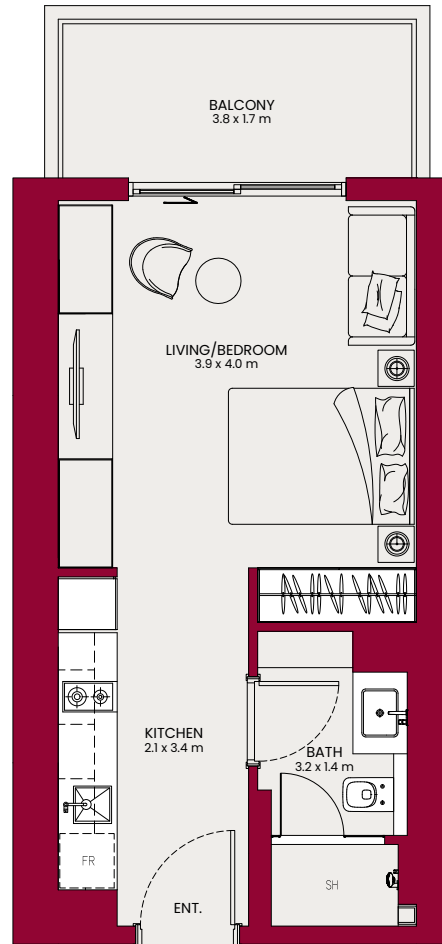 BALCONY
3.8 x 1.7 m
LIVING/BEDROOM
3.9 x 4.0 m
KITCHEN
2.1 x 3.4 m
BATH
3.2 x 1.4 m
FR
SH
ENT.